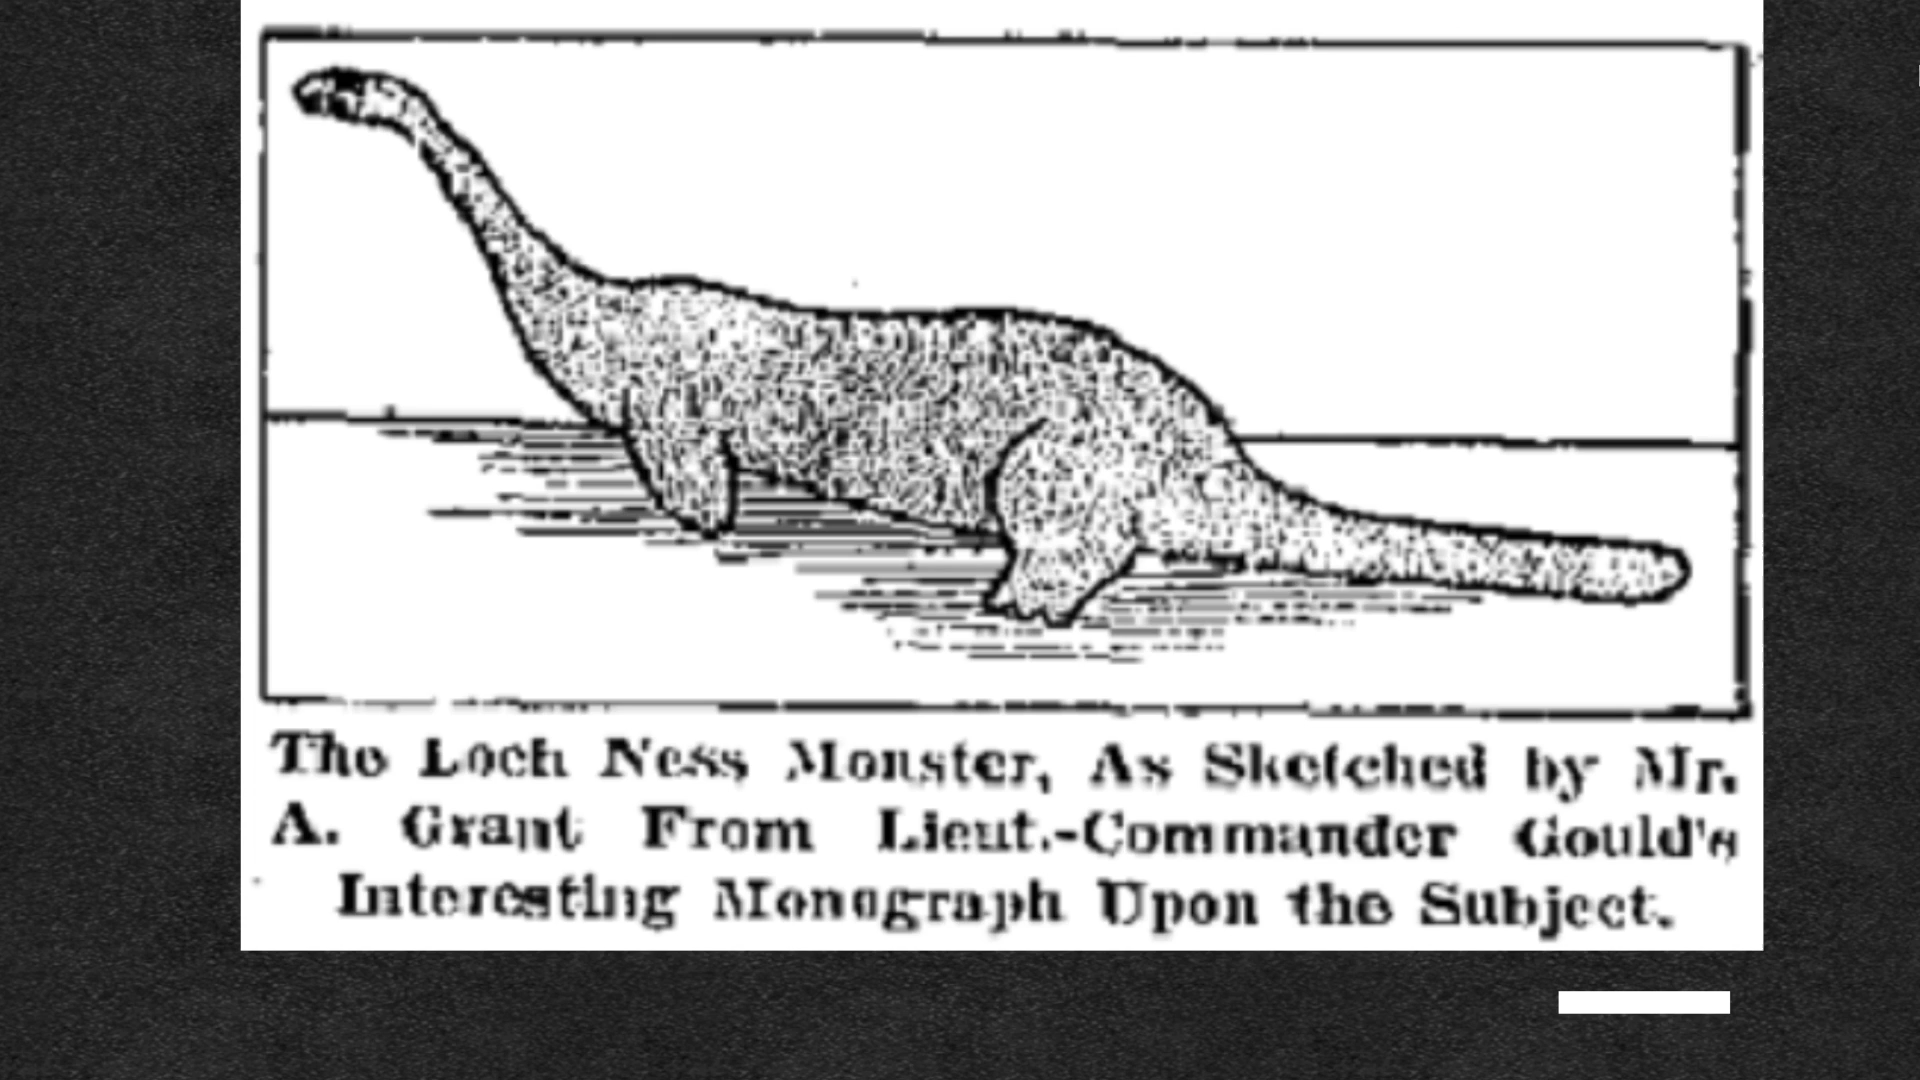 The Loch Ness Monster, As Sketched by Mr.
A. Grant From Lieut.-Commander Gould's
Interesting Monograph Upon the Subject.